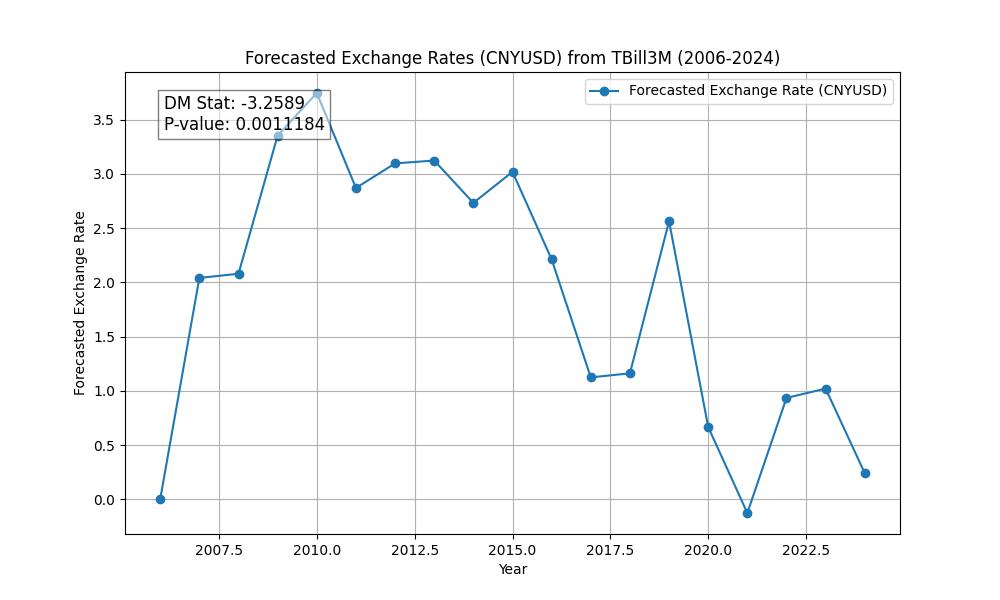 Forecasted Exchange Rates (CNYUSD) from TBill3M (2006-2024)
DM Stat: -3.2589
P-value: 0.0011184
Forecasted Exchange Rate (CNYUSD)
Forecasted Exchange Rate
3.5
3.0
2.5
2.0
1.5
1.0
0.5
0.0
2007.5 2010.0 2012.5 2015.0 2017.5 2020.0 2022.5
Year